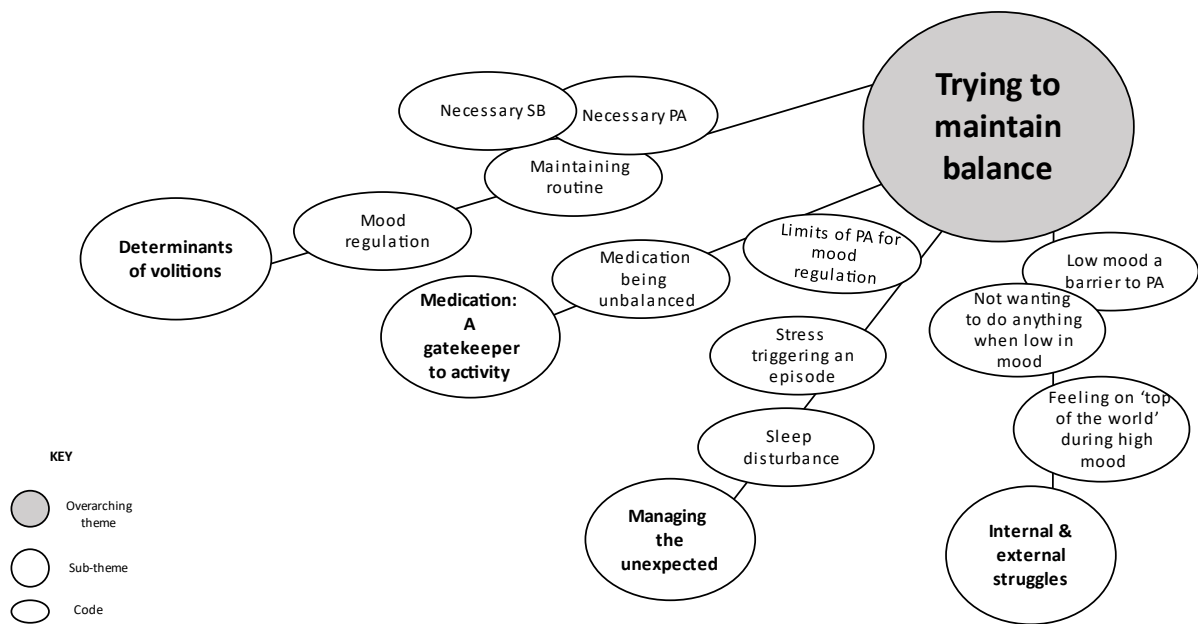 Trying to
maintain
balance
Necessary SB
Necessary PA
Maintaining
routine
Mood
regulation
Determinants
of volitions
Limits of PA for
mood
regulation
Medication
being
unbalanced
Medication:
A
gatekeeper
to activity
Low mood a
barrier to PA
Not wanting
to do anything
when low in
mood
Stress
triggering an
episode
Feeling on ‘top
of the world’
during high
mood
Sleep
disturbance
Managing
the
unexpected
Internal &
external
struggles
KEY
Overarching
theme
Sub-theme
Code